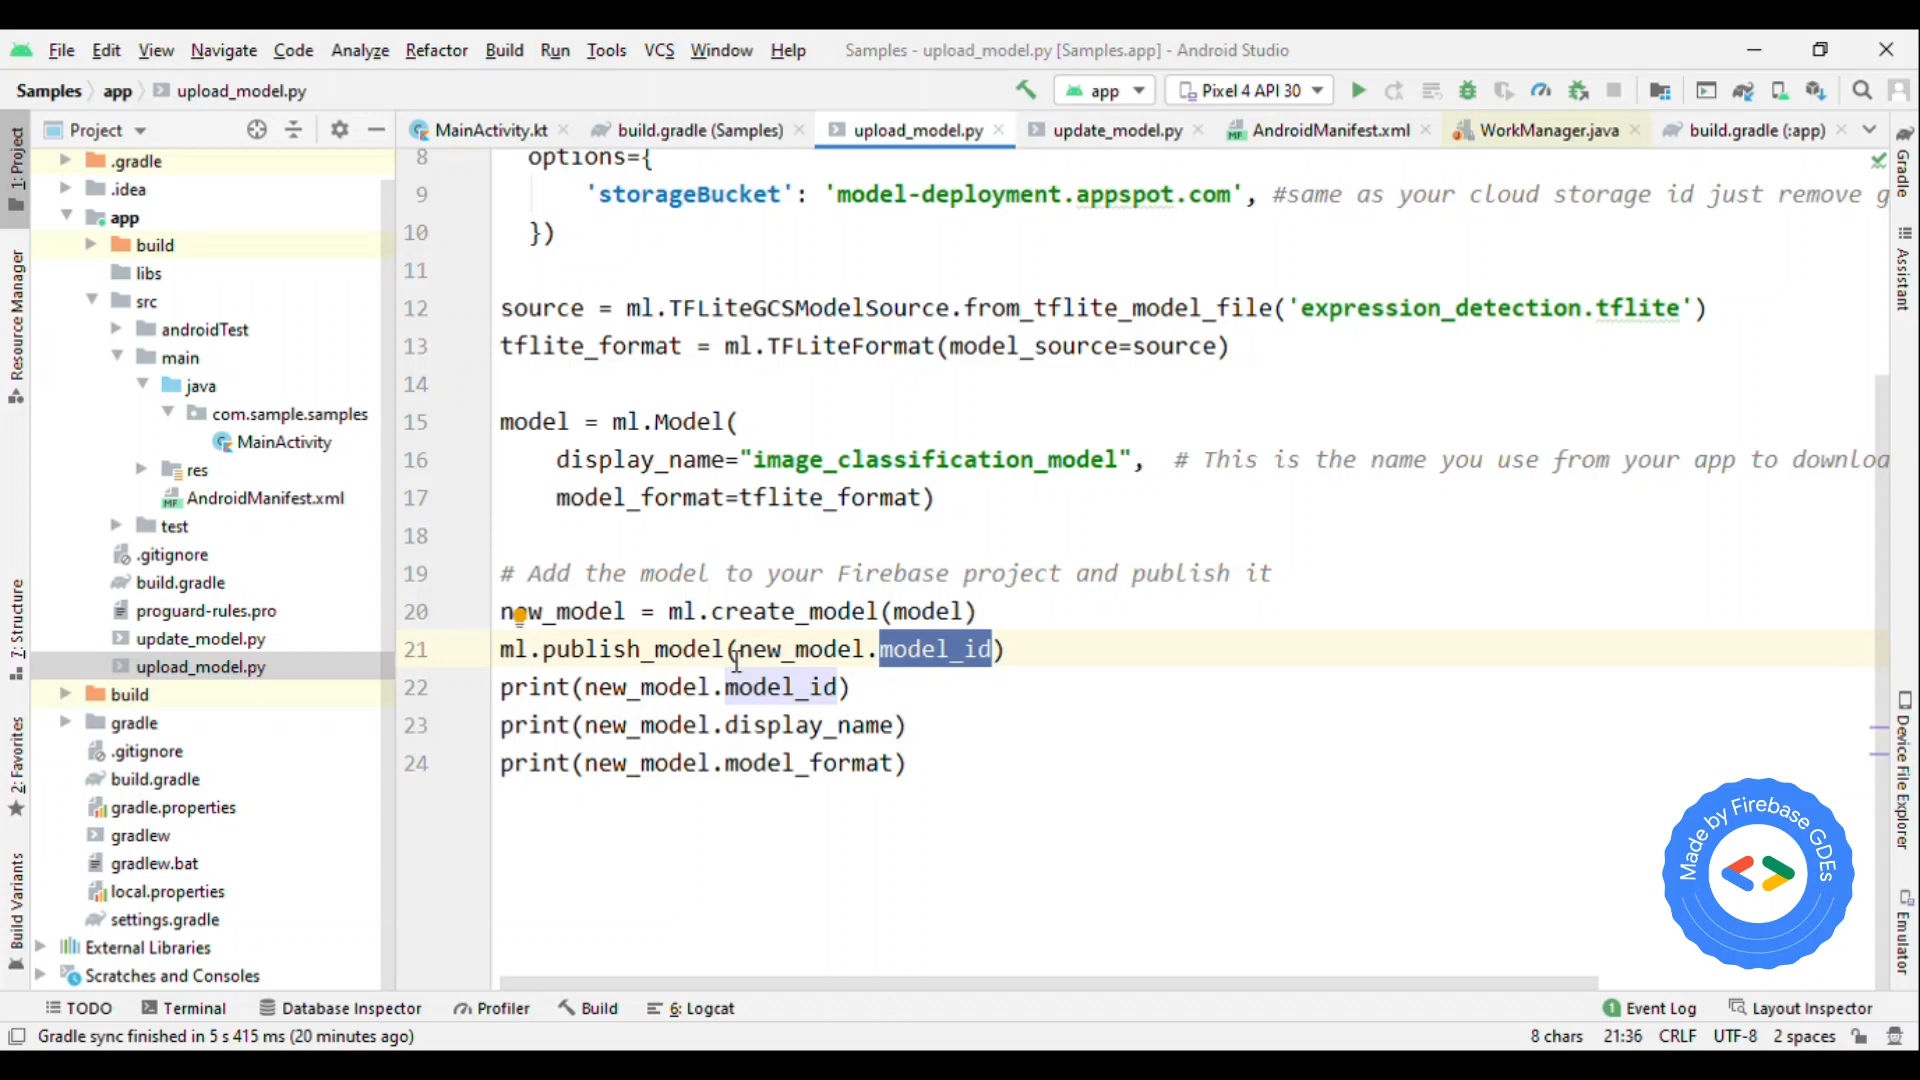 File Edit View Navigate Code Analyze Refactor Build Run Tools VCS Window Help Samples - upload_model.py [Samples.app] - Android Studio
Samples app upload_model.py app Pixel 4 API 30
Project MainActivity.kt build.gradle (Samples) upload_model.py update_model.py AndroidManifest.xml WorkManager.java build.gradle (:app)
1: Project
Resource Manager
7: Structure
2: Favorites
Build Variants
.gradle
.idea
app
build
libs
src
androidTest
main
java
com.sample.samples
MainActivity
res
AndroidManifest.xml
test
.gitignore
build.gradle
proguard-rules.pro
update_model.py
upload_model.py
build
gradle
.gitignore
build.gradle
gradle.properties
gradlew
gradlew.bat
local.properties
settings.gradle
External Libraries
Scratches and Consoles
8 options={
9 'storageBucket': 'model-deployment.appspot.com', #same as your cloud storage id just remove g
10 })
11
12 source = ml.TFLiteGCSModelSource.from_tflite_model_file('expression_detection.tflite')
13 tflite_format = ml.TFLiteFormat(model_source=source)
14
15 model = ml.Model(
16 display_name="image_classification_model", # This is the name you use from your app to downloa
17 model_format=tflite_format)
18
19 # Add the model to your Firebase project and publish it
20 new_model = ml.create_model(model)
21 ml.publish_model(new_model.model_id)
22 print(new_model.model_id)
23 print(new_model.display_name)
24 print(new_model.model_format)
Gradle
Assistant
Device File Explorer
Emulator
Made by Firebase GDEs
TODO Terminal Database Inspector Profiler Build 6: Logcat 1 Event Log Layout Inspector
Gradle sync finished in 5 s 415 ms (20 minutes ago) 8 chars 21:36 CRLF UTF-8 2 spaces